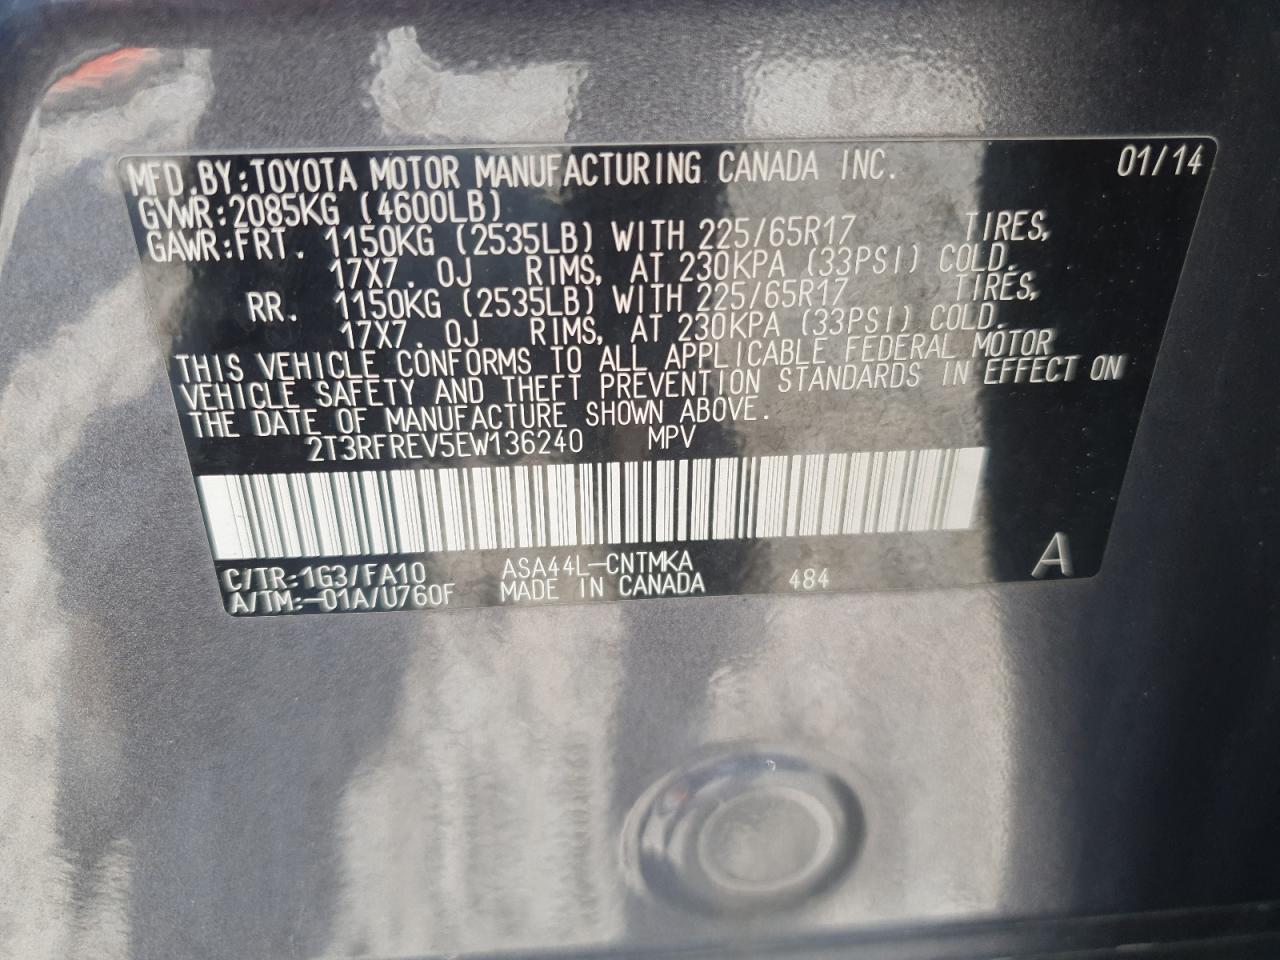 MFD.BY:TOYOTA MOTOR MANUFACTURING CANADA INC. 01/14
GVWR:2085KG (4600LB)
GAWR:FRT. 1150KG (2535LB) WITH 225/65R17 TIRES,
17X7.0J RIMS, AT 230KPA (33PSI) COLD.
RR. 1150KG (2535LB) WITH 225/65R17 TIRES,
17X7.0J RIMS, AT 230KPA (33PSI) COLD.
THIS VEHICLE CONFORMS TO ALL APPLICABLE FEDERAL MOTOR
VEHICLE SAFETY AND THEFT PREVENTION STANDARDS IN EFFECT ON
THE DATE OF MANUFACTURE SHOWN ABOVE.
2T3RFREV5EW136240 MPV
C/TR:1G3/FA10 ASA44L-CNTMKA
A/TM:-01A/U760F MADE IN CANADA 484 A